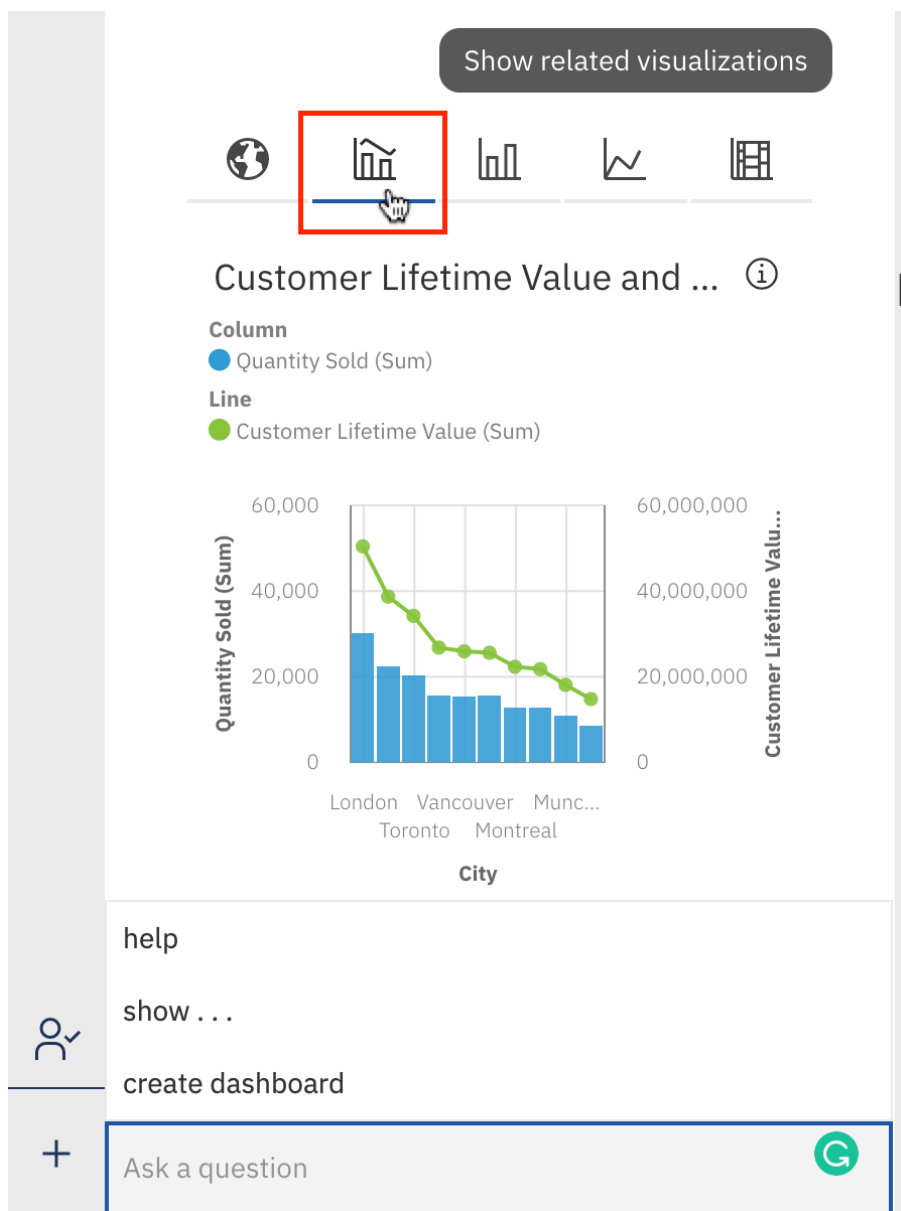 Show related visualizations
Customer Lifetime Value and ...
Column
Quantity Sold (Sum)
Line
Customer Lifetime Value (Sum)
60,000
40,000
20,000
0
Quantity Sold (Sum)
60,000,000
40,000,000
20,000,000
0
Customer Lifetime Valu...
London Vancouver Munc...
Toronto Montreal
City
help
show . . .
create dashboard
Ask a question